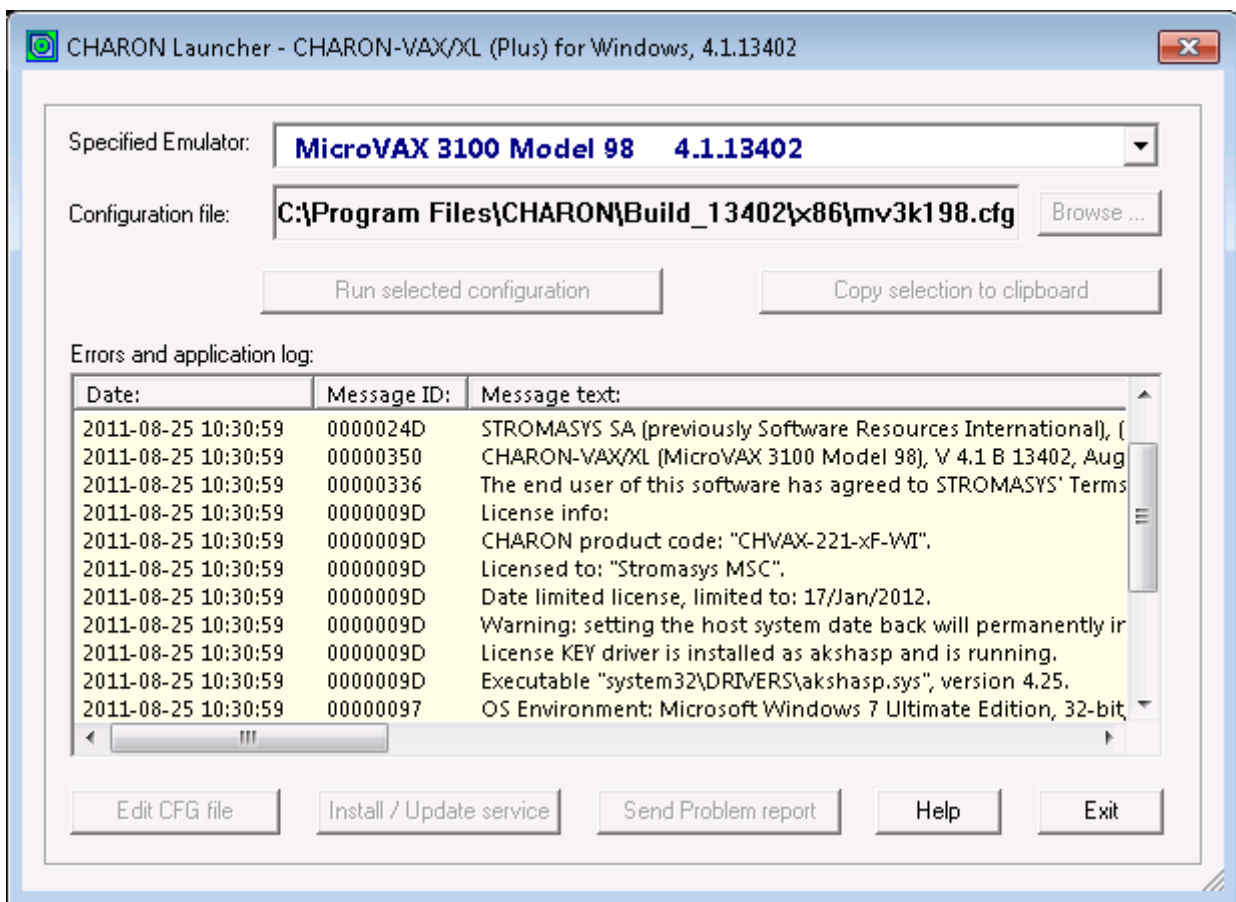 CHARON Launcher - CHARON-VAX/XL (Plus) for Windows, 4.1.13402
Specified Emulator: MicroVAX 3100 Model 98 4.1.13402
Configuration file: C:\Program Files\CHARON\Build_13402\x86\mv3k198.cfg Browse ...
Run selected configuration Copy selection to clipboard
Errors and application log:
Date: Message ID: Message text:
2011-08-25 10:30:59 0000024D STROMASYS SA (previously Software Resources International), (
2011-08-25 10:30:59 00000350 CHARON-VAX/XL (MicroVAX 3100 Model 98), V 4.1 B 13402, Aug
2011-08-25 10:30:59 00000336 The end user of this software has agreed to STROMASYS' Terms
2011-08-25 10:30:59 0000009D License info:
2011-08-25 10:30:59 0000009D CHARON product code: "CHVAX-221-xF-WI".
2011-08-25 10:30:59 0000009D Licensed to: "Stromasys MSC".
2011-08-25 10:30:59 0000009D Date limited license, limited to: 17/Jan/2012.
2011-08-25 10:30:59 0000009D Warning: setting the host system date back will permanently
2011-08-25 10:30:59 0000009D License KEY driver is installed as akshasp and is running.
2011-08-25 10:30:59 0000009D Executable "system32\DRIVERS\akshasp.sys", version 4.25.
2011-08-25 10:30:59 00000097 OS Environment: Microsoft Windows 7 Ultimate Edition, 32-bit,
Edit CFG file Install / Update service Send Problem report Help Exit